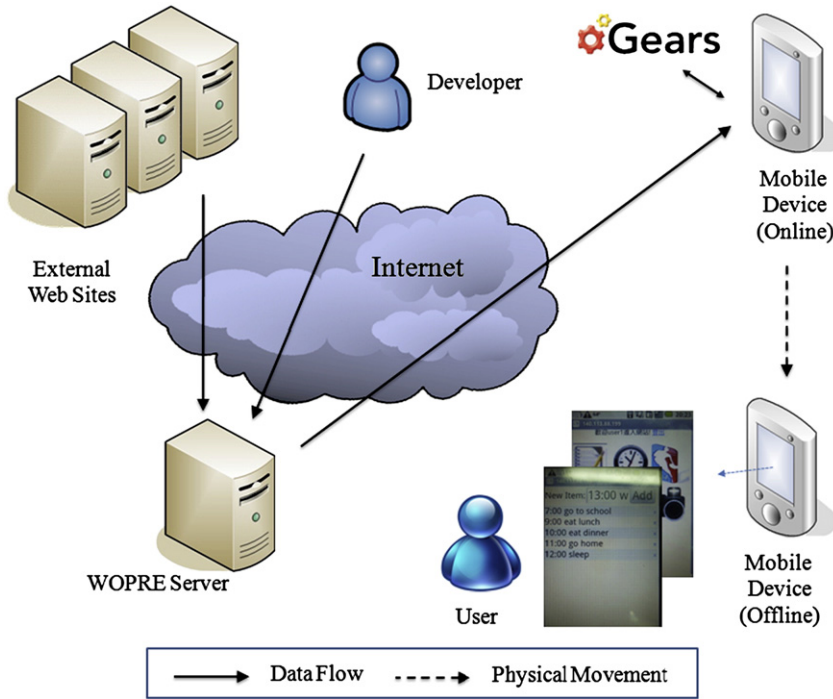 Gears
Developer
External
Web Sites
Internet
Mobile
Device
(Online)
WOPRE Server
User
New Item: 13:00 w Add
7:00 go to school
9:00 eat lunch
10:00 eat dinner
11:00 go home
12:00 sleep
Mobile
Device
(Offline)
Data Flow
Physical Movement